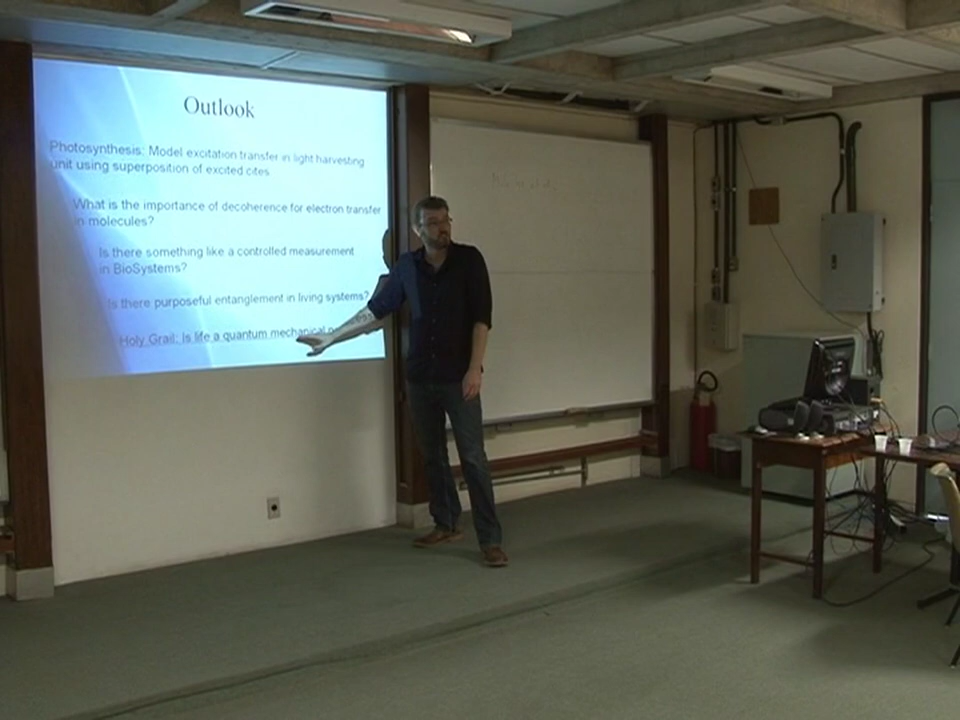 Outlook
Photosynthesis: Model excitation transfer in light harvesting
unit using superposition of excited cites
What is the importance of decoherence for electron transfer
in molecules?
Is there something like a controlled measurement
in BioSystems?
Is there purposeful entanglement in living systems?
Holy Grail: Is life a quantum mechanical